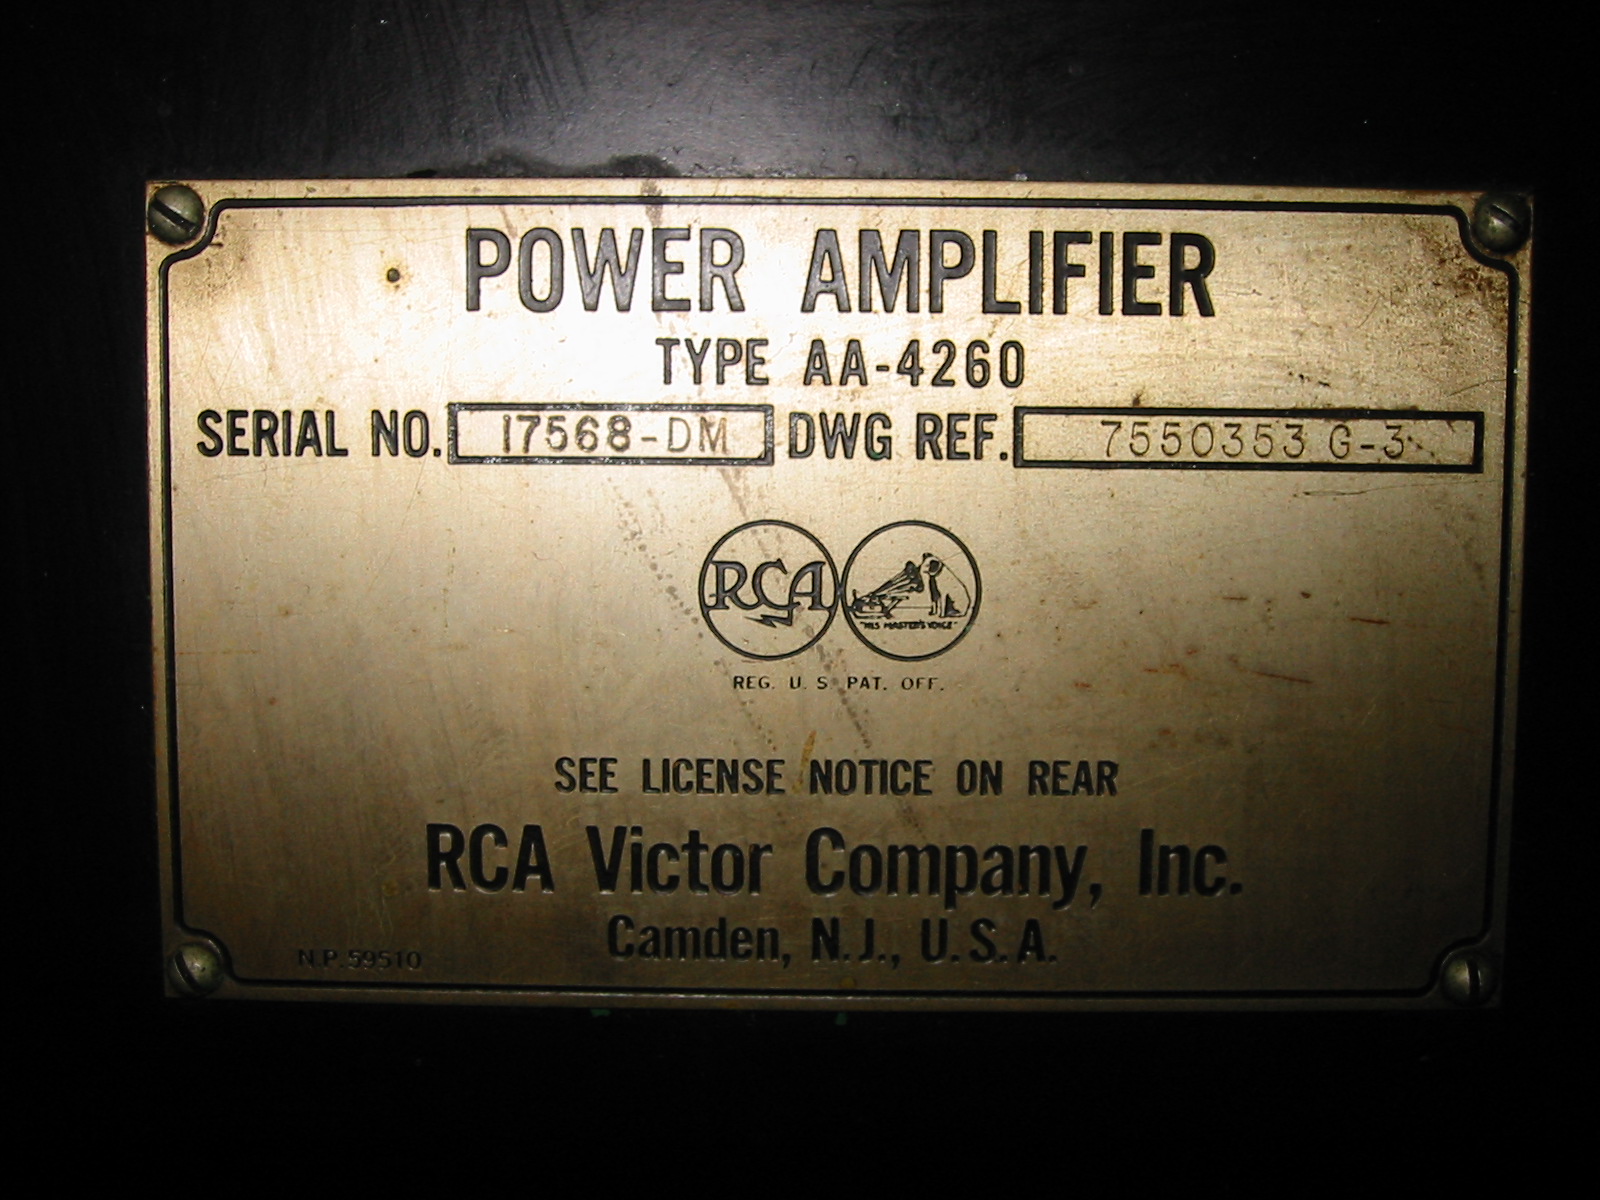 POWER AMPLIFIER
TYPE AA-4260
SERIAL NO. 17568-DM DWG REF. 7550353 G-3
RCA "HIS MASTER'S VOICE"
REG. U. S. PAT. OFF.
SEE LICENSE NOTICE ON REAR
RCA Victor Company, Inc.
Camden, N.J., U.S.A.
N.P. 59510